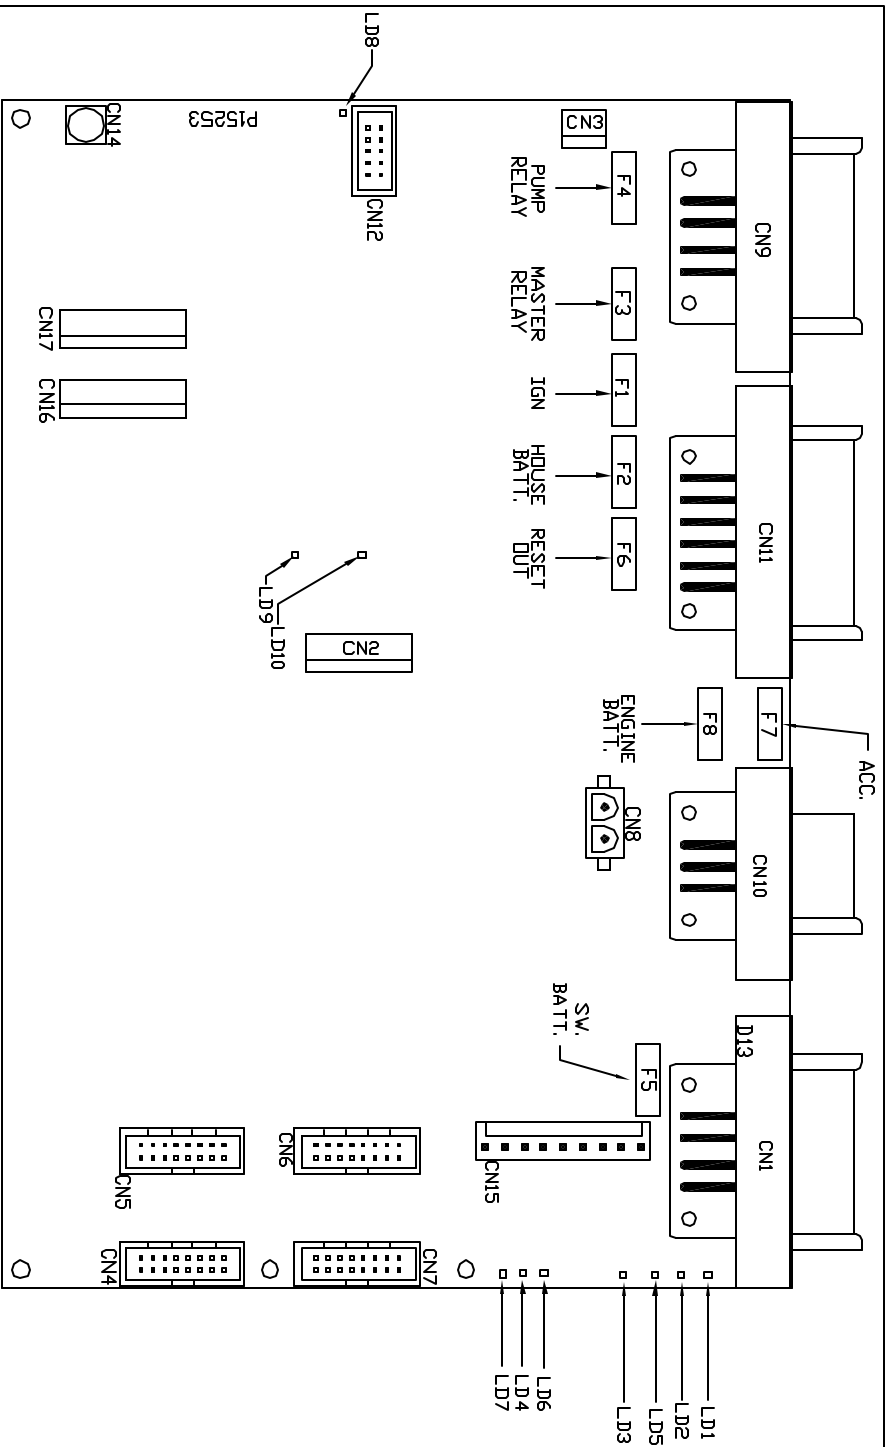 LD8
CN14
P15253
CN12
CN3
F4
PUMP
RELAY
CN9
F3
MASTER
RELAY
CN17
CN16
F1
IGN
F2
HOUSE
BATT.
F6
RESET
OUT
CN11
LD9
LD10
CN2
F7
ACC.
F8
ENGINE
BATT.
CN8
CN10
SW.
BATT.
F5
D13
CN1
CN15
CN6
CN5
CN4
CN7
LD7
LD4
LD6
LD3
LD5
LD2
LD1